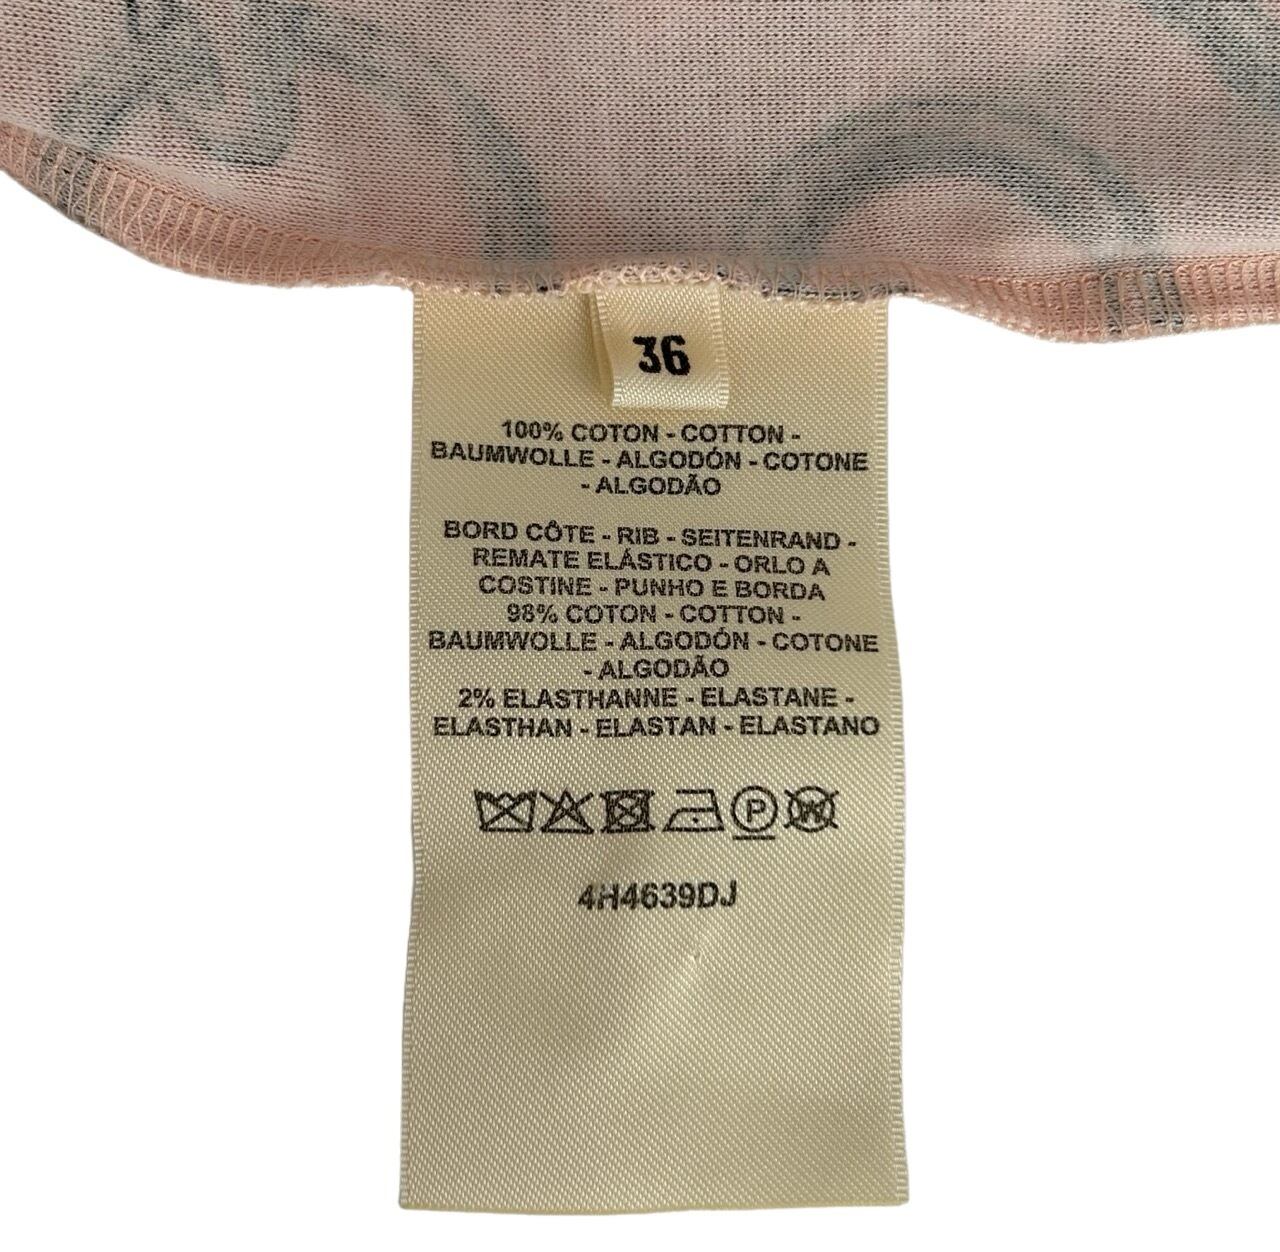 36
100% COTON - COTTON -
BAUMWOLLE - ALGODÓN - COTONE
- ALGODÃO
BORD CÔTE - RIB - SEITENRAND -
REMATE ELÁSTICO - ORLO A
COSTINE - PUNHO E BORDA
98% COTON - COTTON -
BAUMWOLLE - ALGODÓN - COTONE
- ALGODÃO
2% ELASTHANNE - ELASTANE -
ELASTHAN - ELASTAN - ELASTANO
P W
4H4639DJ